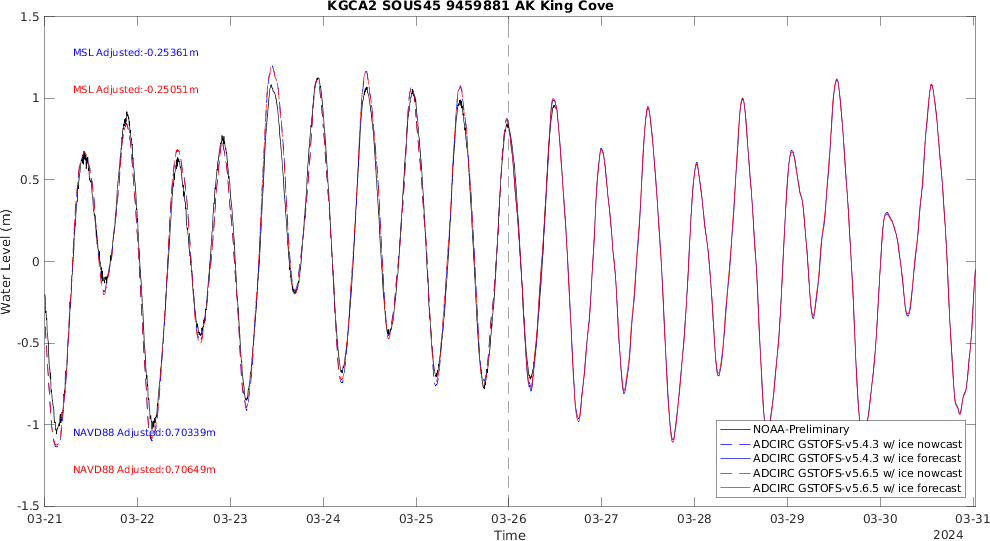 KGCA2 SOUS45 9459881 AK King Cove
1.5
1
0.5
0
-0.5
-1
-1.5
Water Level (m)
MSL Adjusted:-0.25361m
MSL Adjusted:-0.25051m
NAVD88 Adjusted:0.70339m
NAVD88 Adjusted:0.70649m
NOAA-Preliminary
ADCIRC GSTOFS-v5.4.3 w/ ice nowcast
ADCIRC GSTOFS-v5.4.3 w/ ice forecast
ADCIRC GSTOFS-v5.6.5 w/ ice nowcast
ADCIRC GSTOFS-v5.6.5 w/ ice forecast
03-21 03-22 03-23 03-24 03-25 03-26 03-27 03-28 03-29 03-30 03-31
Time
2024